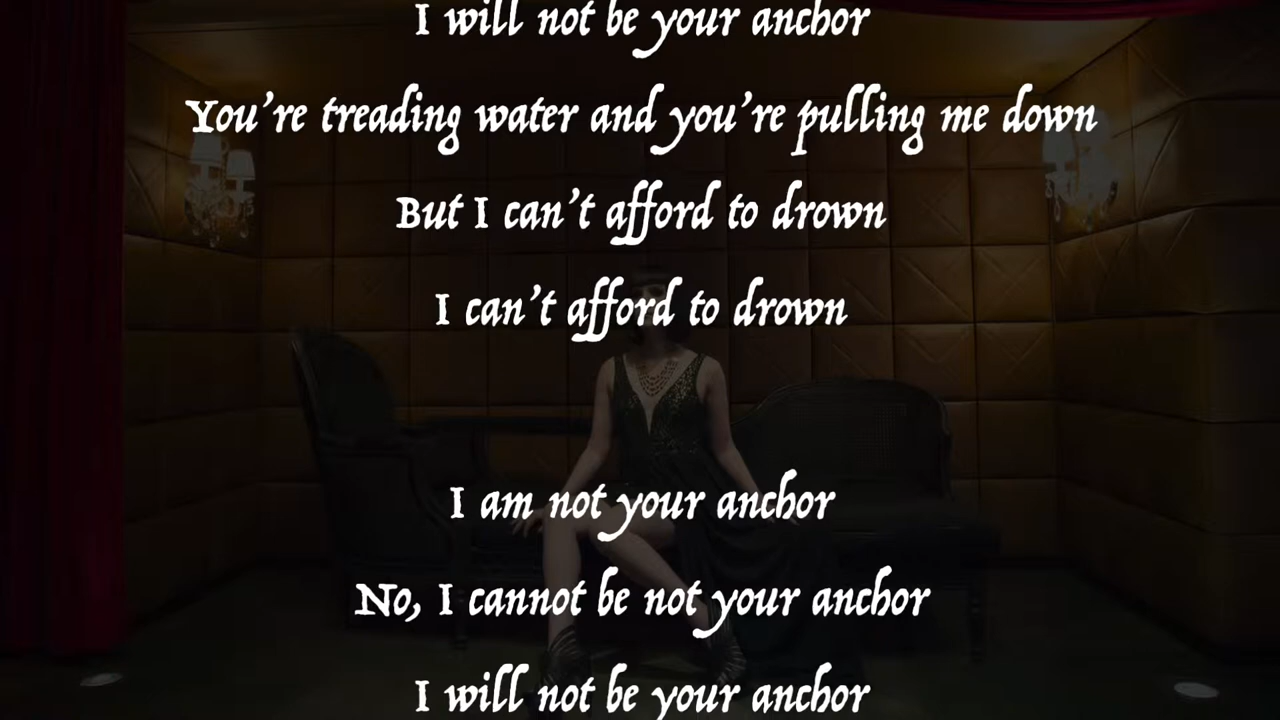 I will not be your anchor
You're treading water and you're pulling me down
But I can't afford to drown
I can't afford to drown
I am not your anchor
No, I cannot be not your anchor
I will not be your anchor